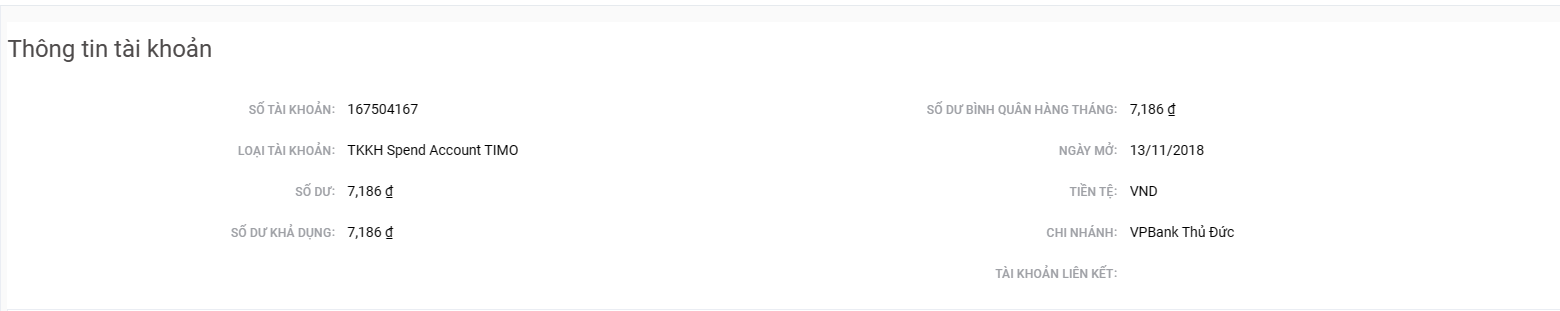 Thông tin tài khoản
SỐ TÀI KHOẢN: 167504167
SỐ DƯ BÌNH QUÂN HÀNG THÁNG: 7,186 ₫
LOẠI TÀI KHOẢN: TKKH Spend Account TIMO
NGÀY MỞ: 13/11/2018
SỐ DƯ: 7,186 ₫
TIỀN TỆ: VND
SỐ DƯ KHẢ DỤNG: 7,186 ₫
CHI NHÁNH: VPBank Thủ Đức
TÀI KHOẢN LIÊN KẾT: